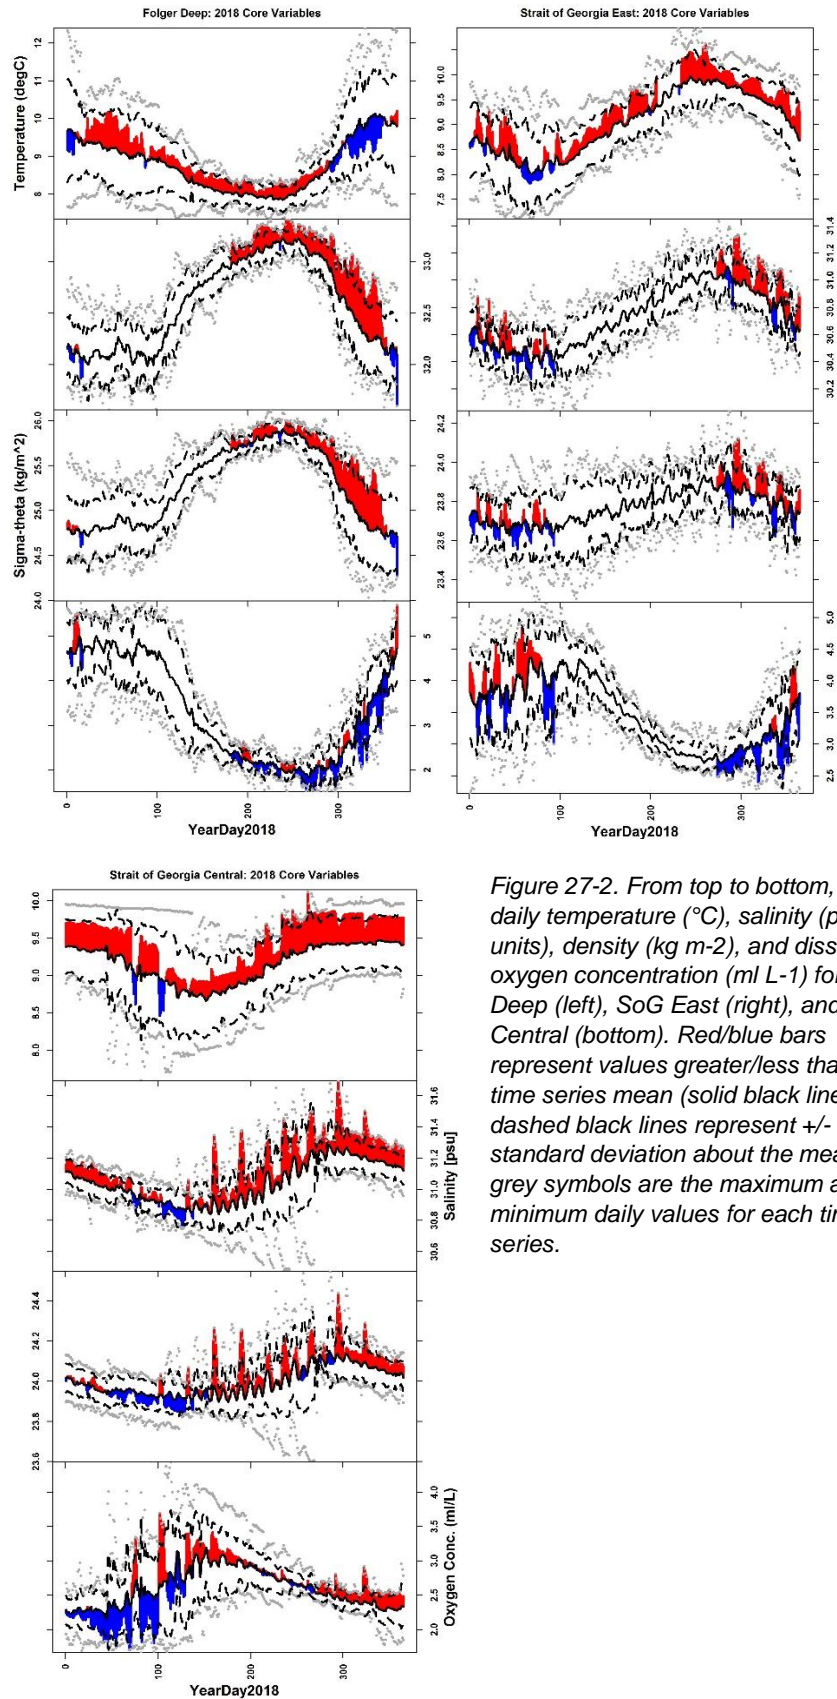 Folger Deep: 2018 Core Variables
Strait of Georgia East: 2018 Core Variables
Temperature (degC)
8 9 10 11 12
7.5 8.0 8.5 9.0 9.5 10.0
32.0 32.5 33.0
30.2 30.4 30.6 30.8 31.0 31.2 31.4
Sigma-theta (kg/m^2)
24.0 24.5 25.0 25.5 26.0
23.4 23.6 23.8 24.0 24.2
2 3 4 5
2.5 3.0 3.5 4.0 4.5 5.0
0 100 200 300
0 100 200 300
YearDay2018
YearDay2018
Strait of Georgia Central: 2018 Core Variables
8.0 8.5 9.0 9.5 10.0
30.6 30.8 31.0 31.2 31.4 31.6
Salinity [psu]
23.6 23.8 24.0 24.2 24.4
2.0 2.5 3.0 3.5 4.0
Oxygen Conc. (ml/L)
0 100 200 300
YearDay2018
Figure 27-2. From top to bottom,
daily temperature (°C), salinity (
units), density (kg m-2), and
oxygen concentration (ml L-1)
Deep (left), SoG East (right), and
Central (bottom). Red/blue bars
represent values greater/less
time series mean (solid black
dashed black lines represent +/-
standard deviation about the
grey symbols are the maximum
minimum daily values for each
series.